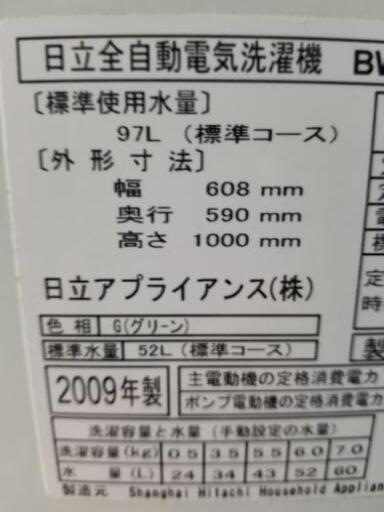 日立全自動電気洗濯機 BW
〔標準使用水量〕
97L （標準コース）
〔外形寸法〕
幅 608 mm
奥行 590 mm
高さ 1000 mm
日立アプライアンス(株)
色相 G(グリーン)
標準水量 52L（標準コース）
2009年製
主電動機の定格消費電力
ポンプ電動機の定格消費電力
洗濯容量と水量（手動設定の水量）
洗濯容量(kg) 0.5 3.5 5.5 6.0 7.0
水量(L) 24 34 43 52 60
製造元 Shanghai Hitachi Household Applian
定
時
製